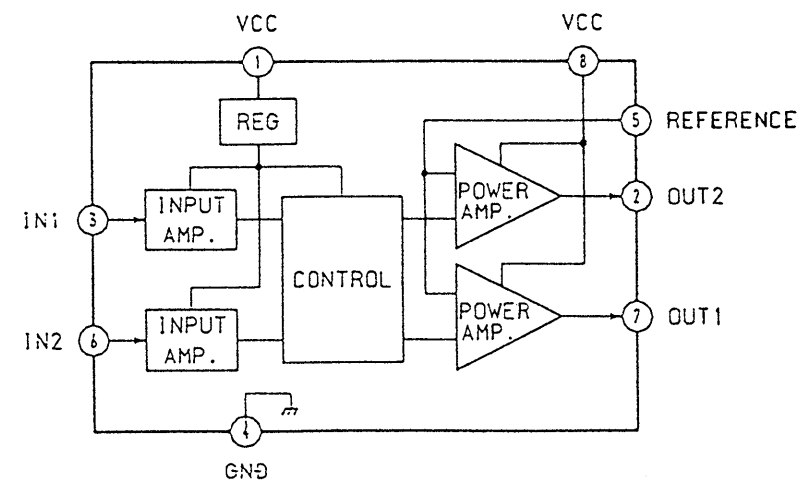 VCC
VCC
1
8
REG
5
REFERENCE
IN1
3
INPUT
AMP.
POWER
AMP.
2
OUT2
CONTROL
IN2
6
INPUT
AMP.
POWER
AMP.
7
OUT1
4
GND